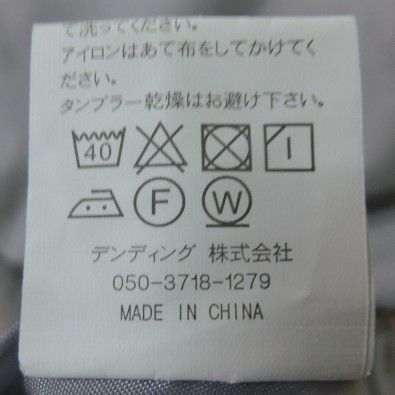 て洗ってください。
アイロンはあて布をしてかけてく
ださい。
タンブラー乾燥はお避け下さい。
40
F W
デンディング 株式会社
050-3718-1279
MADE IN CHINA